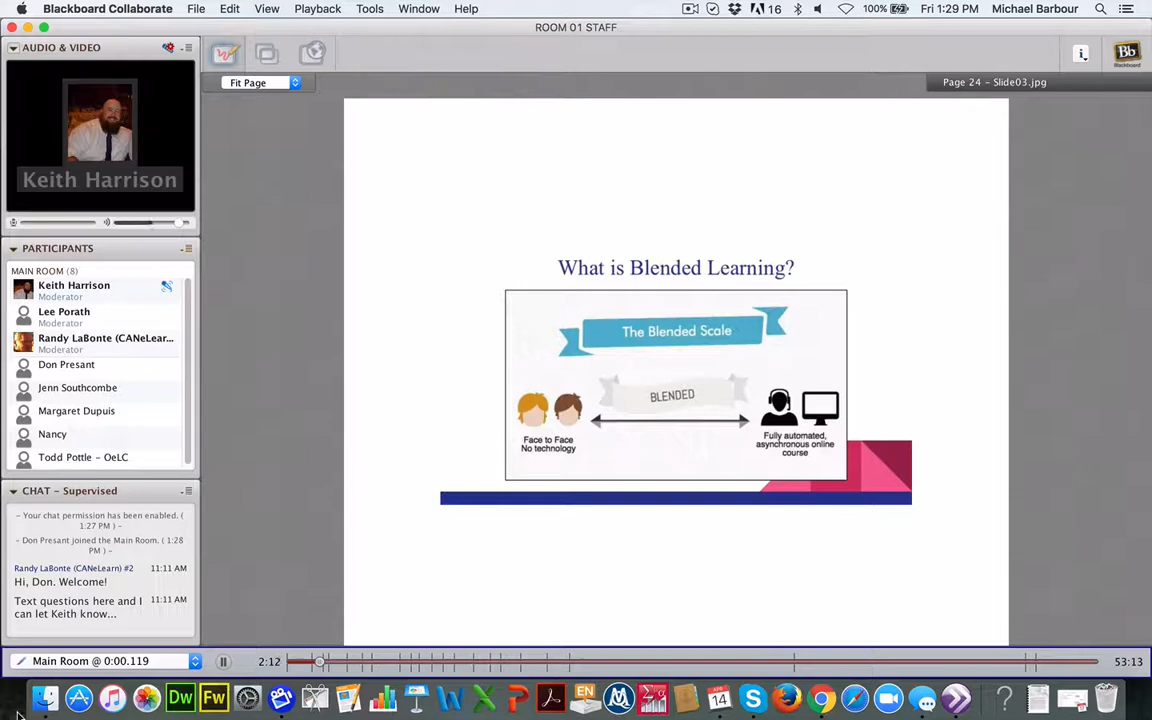 Blackboard Collaborate File Edit View Playback Tools Window Help 16 100% Fri 1:29 PM Michael Barbour
ROOM 01 STAFF
AUDIO & VIDEO
Keith Harrison
PARTICIPANTS
MAIN ROOM (8)
Keith Harrison
Moderator
Lee Porath
Moderator
Randy LaBonte (CANeLear...
Moderator
Don Presant
Jenn Southcombe
Margaret Dupuis
Nancy
Todd Pottle - OeLC
CHAT - Supervised
- Your chat permission has been enabled. (
1:27 PM ) -
- Don Presant joined the Main Room. ( 1:28
PM ) -
Randy LaBonte (CANeLearn) #2 11:11 AM
Hi, Don. Welcome!
Text questions here and I 11:11 AM
can let Keith know...
Fit Page
i
Bb
Blackboard
Page 24 - Slide03.jpg
What is Blended Learning?
The Blended Scale
BLENDED
Face to Face
No technology
Fully automated,
asynchronous online
course
Main Room @ 0:00.119 2:12 53:13
Dw Fw EN 14